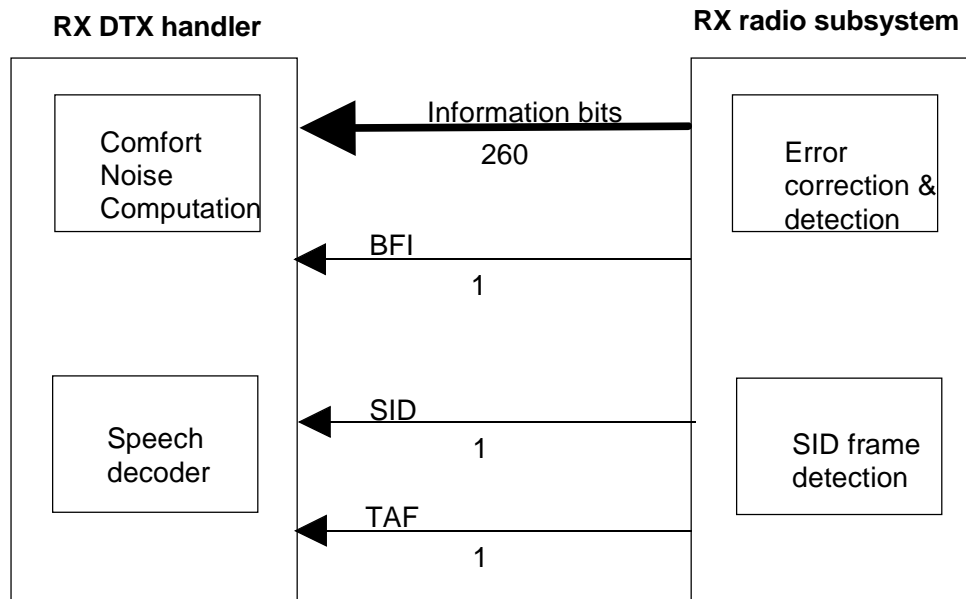 RX DTX handler
RX radio subsystem
Comfort
Noise
Computation
Information bits
260
Error
correction &
detection
BFI
1
Speech
decoder
SID
1
SID frame
detection
TAF
1